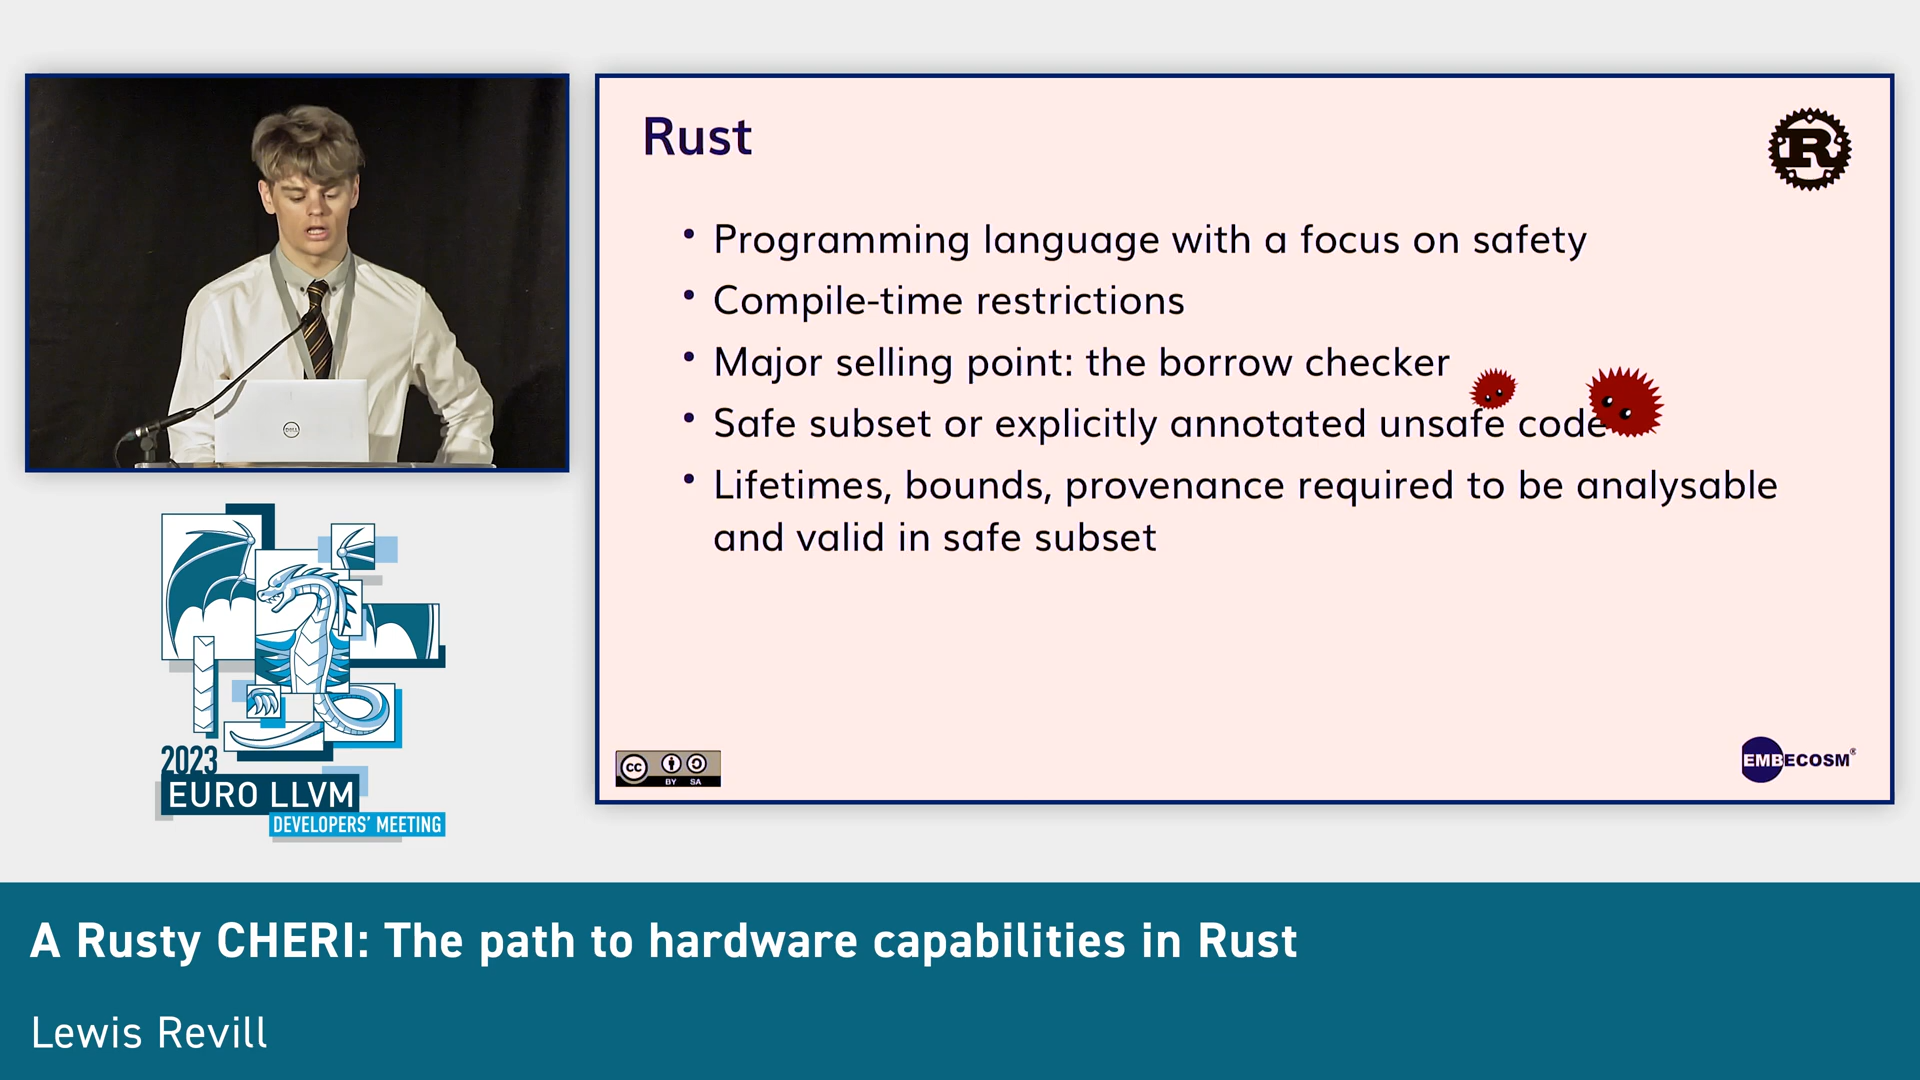 Rust
R
• Programming language with a focus on safety
• Compile-time restrictions
• Major selling point: the borrow checker
• Safe subset or explicitly annotated unsafe code
• Lifetimes, bounds, provenance required to be analysable
and valid in safe subset
cc BY SA
EMBECOSM®
DELL
2023
EURO LLVM
DEVELOPERS' MEETING
A Rusty CHERI: The path to hardware capabilities in Rust
Lewis Revill